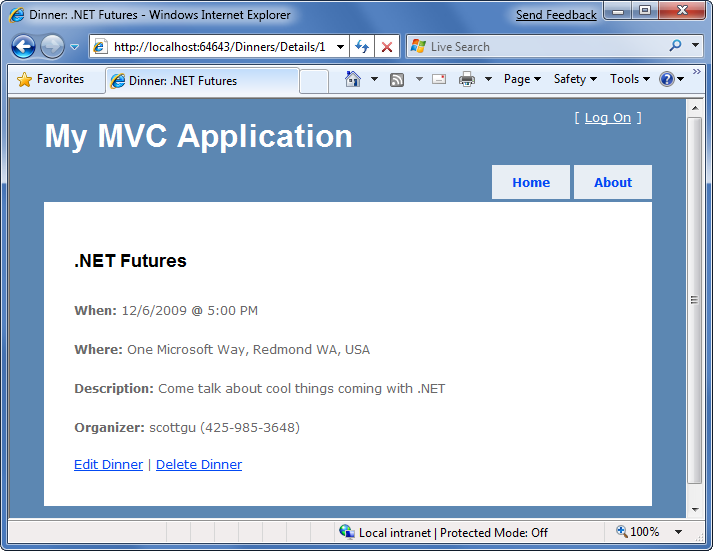 Dinner: .NET Futures - Windows Internet Explorer
Send Feedback
http://localhost:64643/Dinners/Details/1
Live Search
Favorites
Dinner: .NET Futures
Page
Safety
Tools
My MVC Application
[ Log On ]
Home
About
.NET Futures
When: 12/6/2009 @ 5:00 PM
Where: One Microsoft Way, Redmond WA, USA
Description: Come talk about cool things coming with .NET
Organizer: scottgu (425-985-3648)
Edit Dinner | Delete Dinner
Local intranet | Protected Mode: Off
100%